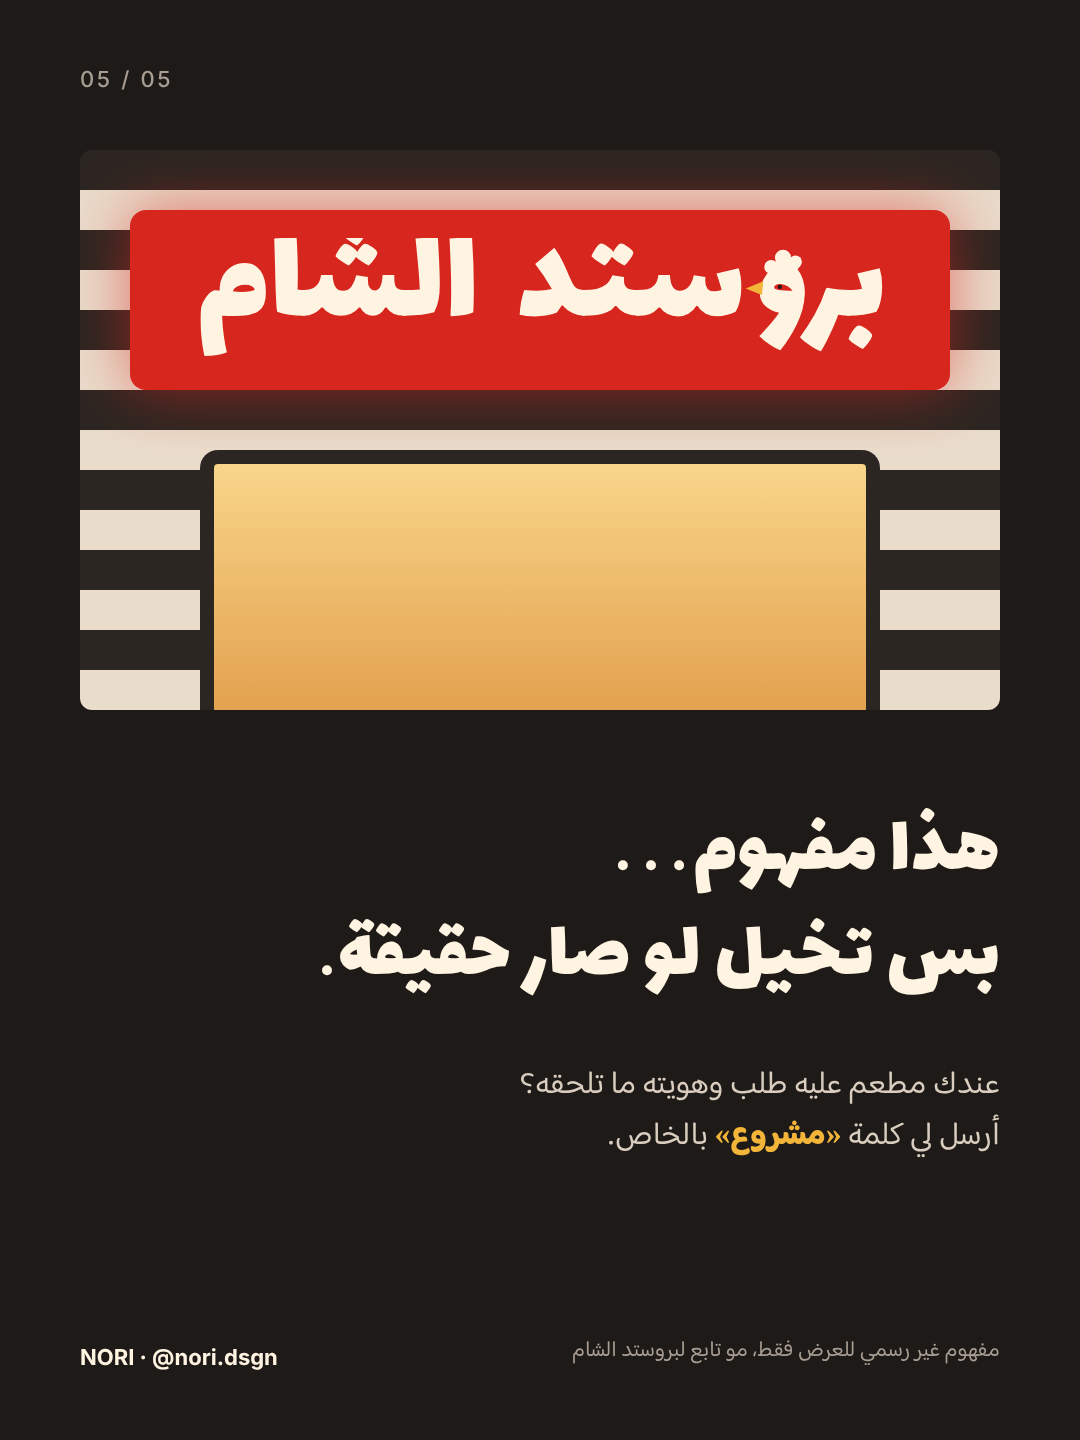 05 / 05
بروستد الشام
هذا مفهوم...
بس تخيل لو صار حقيقة.
عندك مطعم عليه طلب وهويته ما تلحقه؟
أرسل لي كلمة «مشروع» بالخاص.
مفهوم غير رسمي للعرض فقط، مو تابع لبروستد الشام
NORI · @nori.dsgn